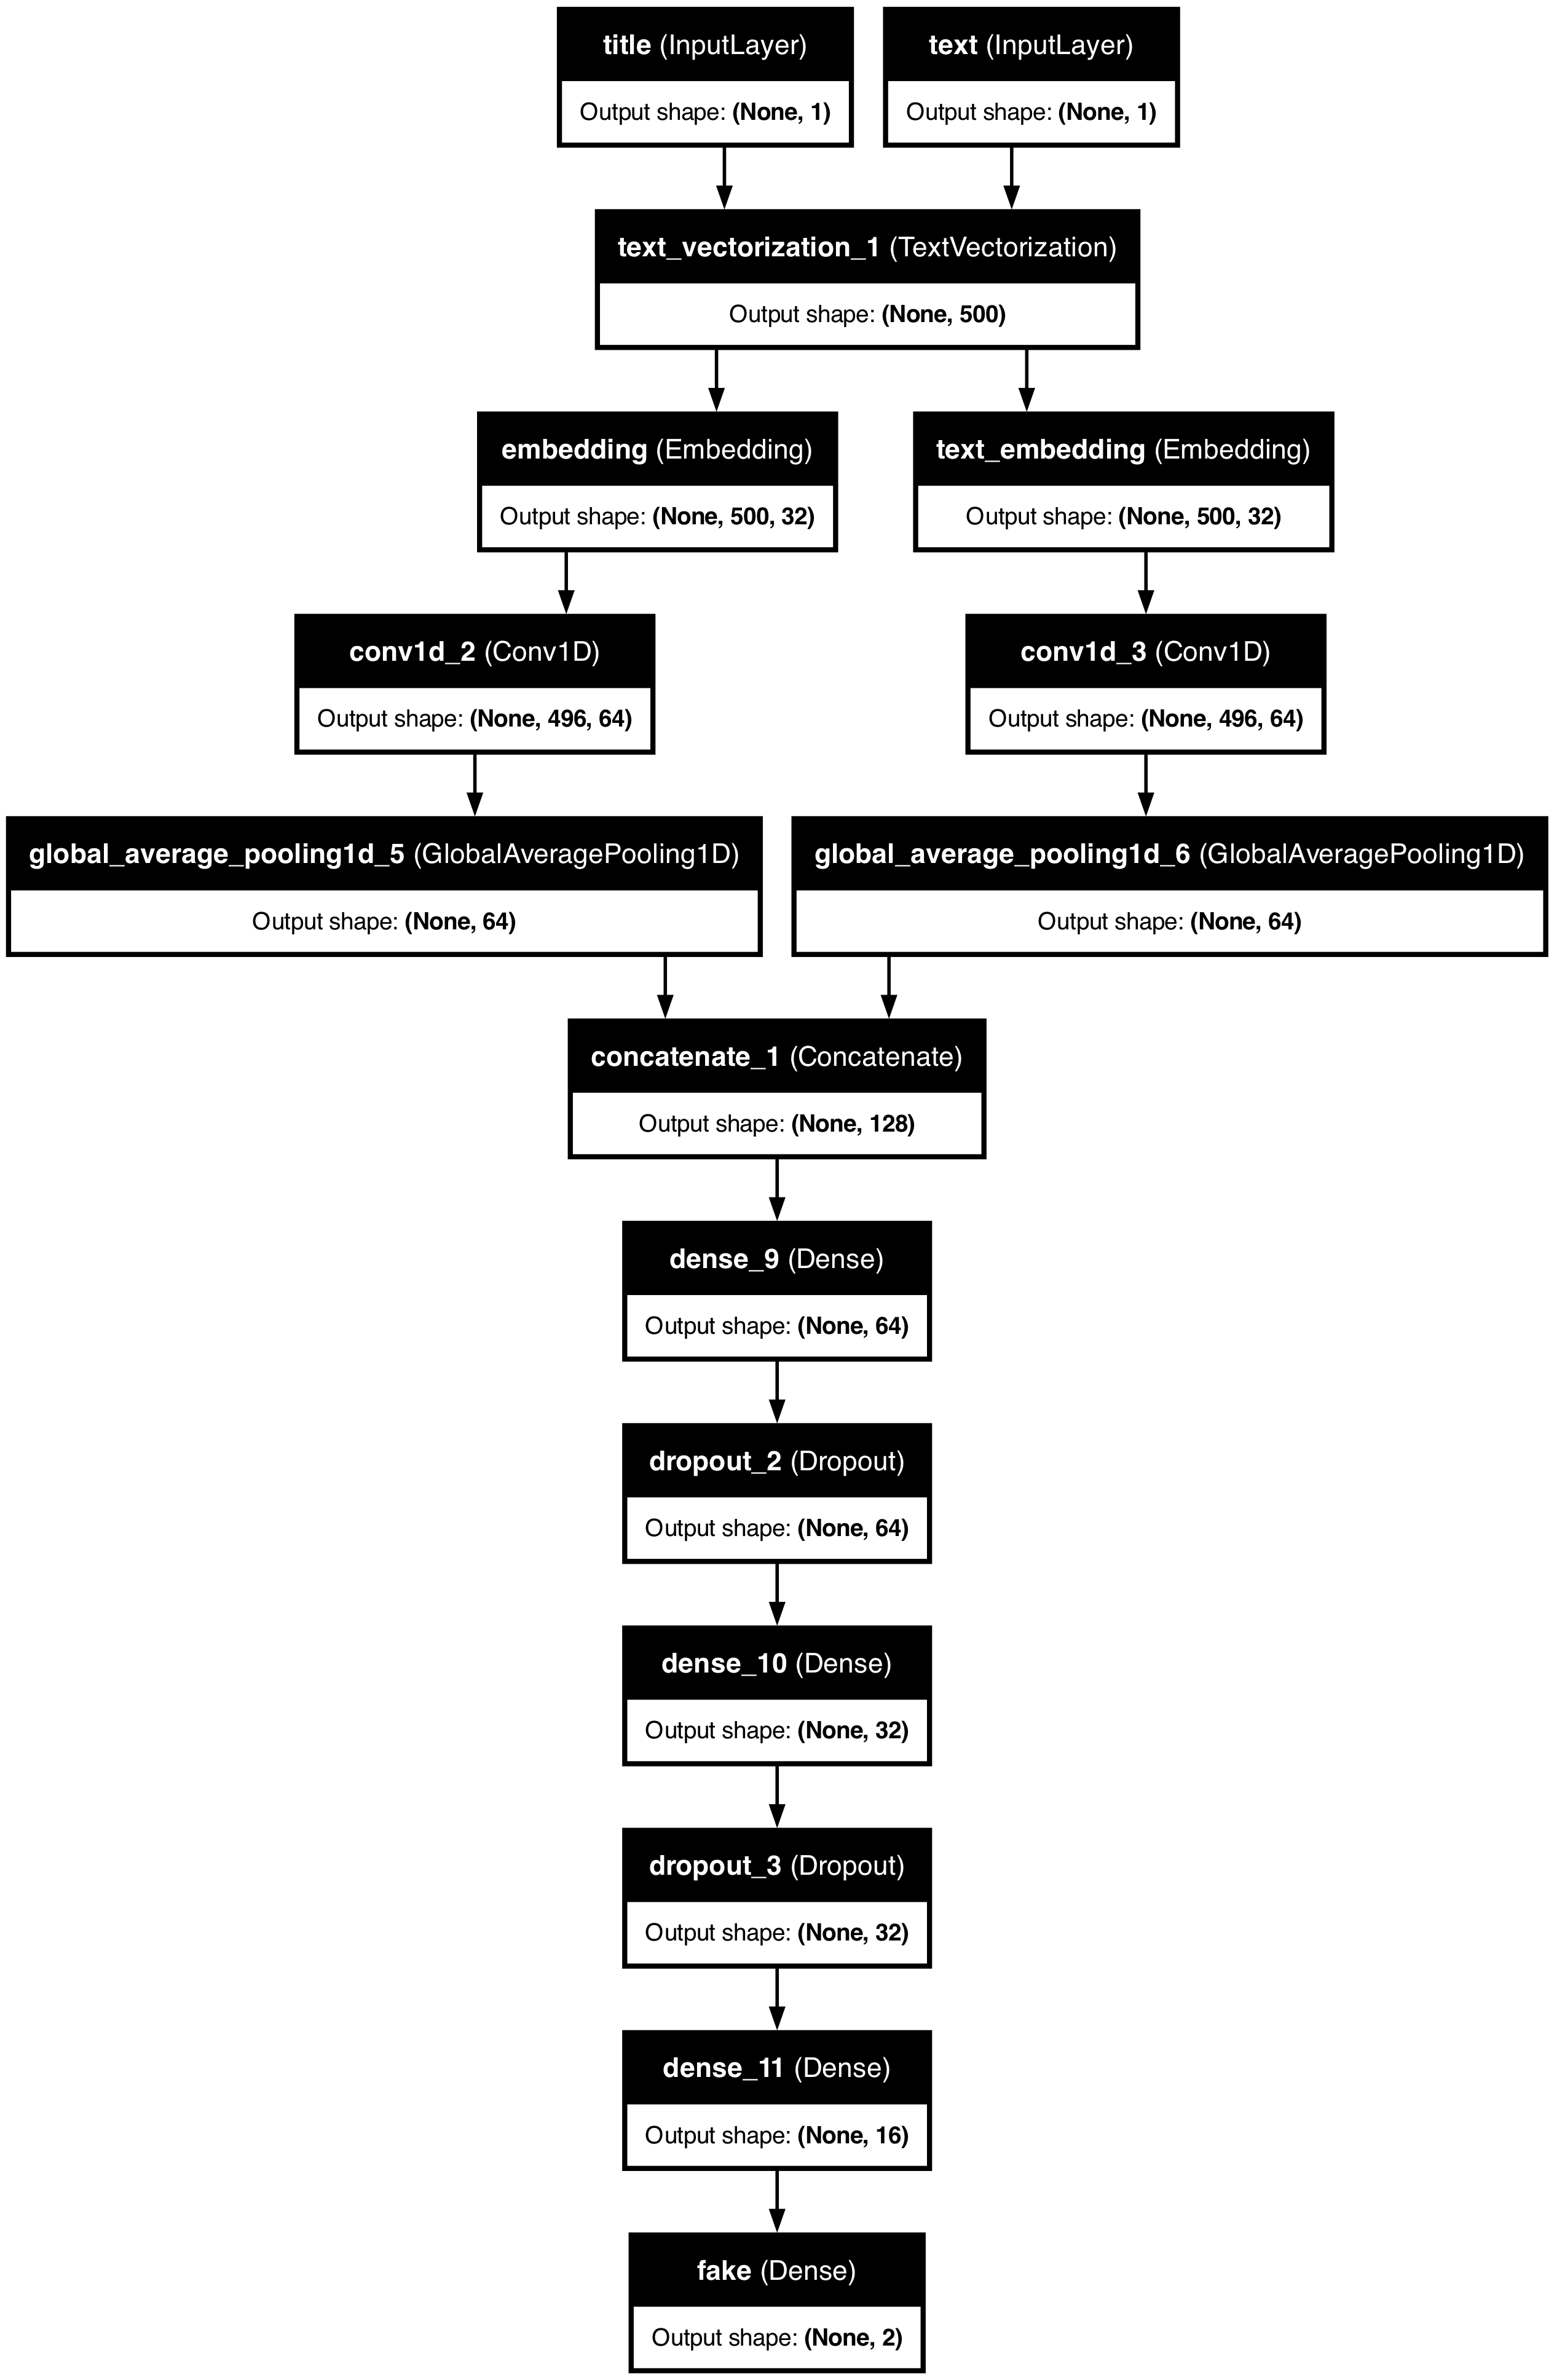 title (InputLayer)
Output shape: (None, 1)
text (InputLayer)
Output shape: (None, 1)
text_vectorization_1 (TextVectorization)
Output shape: (None, 500)
embedding (Embedding)
Output shape: (None, 500, 32)
text_embedding (Embedding)
Output shape: (None, 500, 32)
conv1d_2 (Conv1D)
Output shape: (None, 496, 64)
conv1d_3 (Conv1D)
Output shape: (None, 496, 64)
global_average_pooling1d_5 (GlobalAveragePooling1D)
Output shape: (None, 64)
global_average_pooling1d_6 (GlobalAveragePooling1D)
Output shape: (None, 64)
concatenate_1 (Concatenate)
Output shape: (None, 128)
dense_9 (Dense)
Output shape: (None, 64)
dropout_2 (Dropout)
Output shape: (None, 64)
dense_10 (Dense)
Output shape: (None, 32)
dropout_3 (Dropout)
Output shape: (None, 32)
dense_11 (Dense)
Output shape: (None, 16)
fake (Dense)
Output shape: (None, 2)